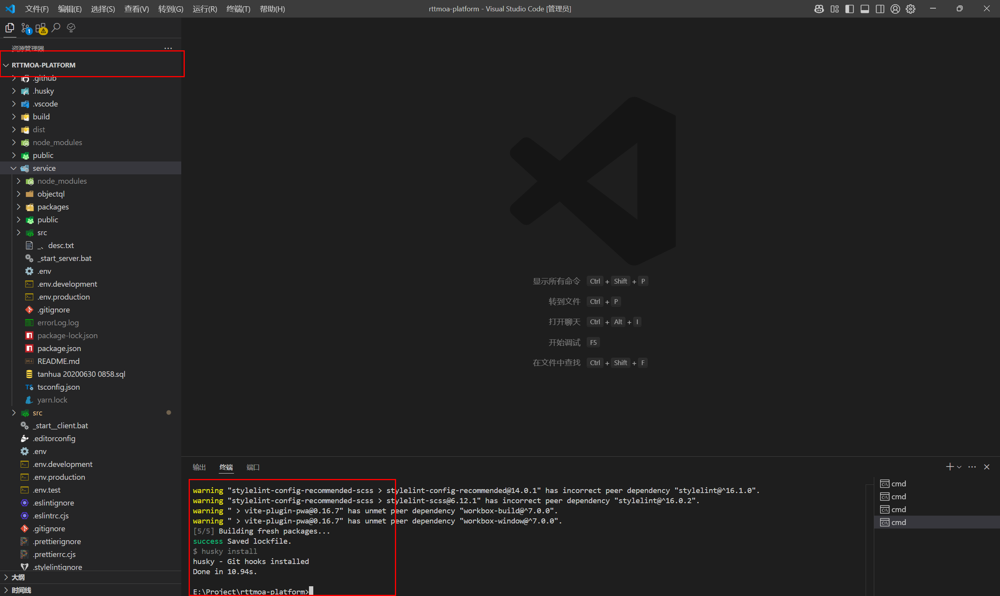 文件(F) 编辑(E) 选择(S) 查看(V) 转到(G) 运行(R) 终端(T) 帮助(H)
rttmoa-platform - Visual Studio Code [管理员]
1
资源管理器
RTTMOA-PLATFORM
.github
.husky
.vscode
build
dist
node_modules
public
service
node_modules
objectql
packages
public
src
_、desc.txt
_start_server.bat
.env
.env.development
.env.production
.gitignore
errorLog.log
package-lock.json
package.json
README.md
tanhua 20200630 0858.sql
tsconfig.json
yarn.lock
src
_start__client.bat
.editorconfig
.env
.env.development
.env.production
.env.test
.eslintignore
.eslintrc.cjs
.gitignore
.prettierignore
.prettierrc.cjs
.stylelintignore
大纲
时间线
显示所有命令 Ctrl + Shift + P
转到文件 Ctrl + P
打开聊天 Ctrl + Alt + I
开始调试 F5
在文件中查找 Ctrl + Shift + F
输出 终端 端口
warning "stylelint-config-recommended-scss > stylelint-config-recommended@14.0.1" has incorrect peer dependency "stylelint@^16.1.0".
warning "stylelint-config-recommended-scss > stylelint-scss@6.12.1" has incorrect peer dependency "stylelint@^16.0.2".
warning " > vite-plugin-pwa@0.16.7" has unmet peer dependency "workbox-build@^7.0.0".
warning " > vite-plugin-pwa@0.16.7" has unmet peer dependency "workbox-window@^7.0.0".
[5/5] Building fresh packages...
success Saved lockfile.
$ husky install
husky - Git hooks installed
Done in 10.94s.
E:\Project\rttmoa-platform>
cmd
cmd
cmd
cmd